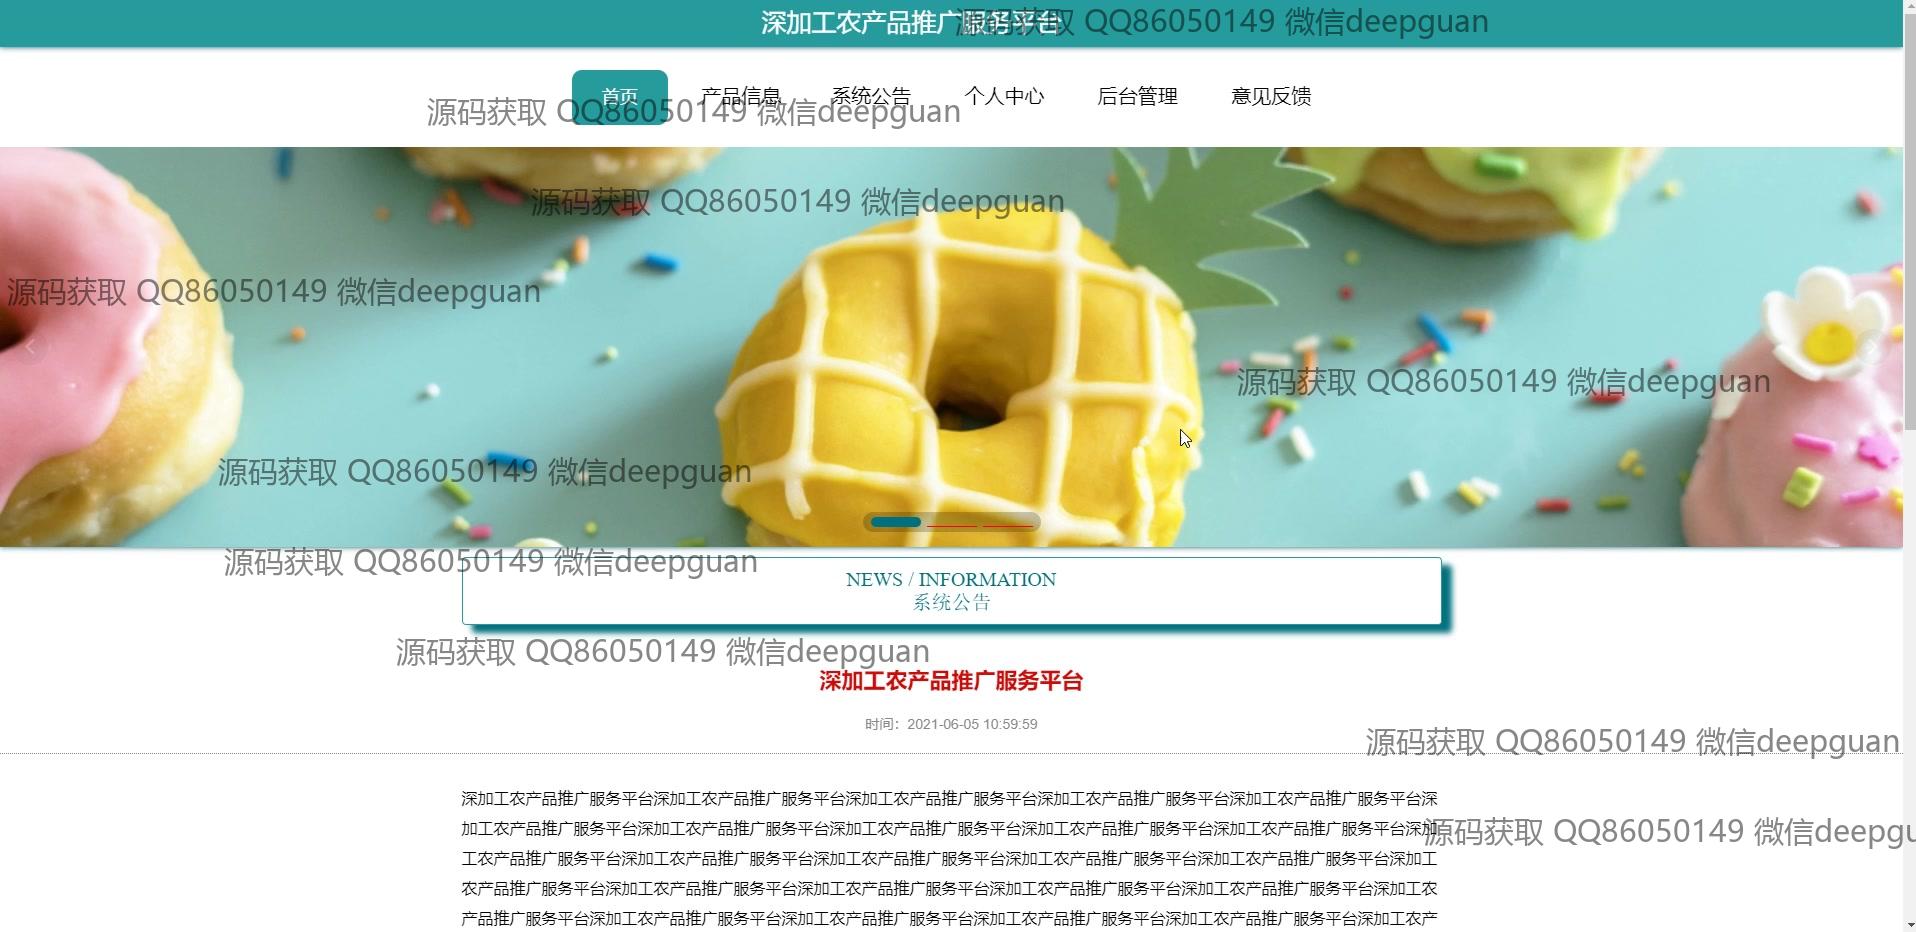 深加工农产品推广服务平台
源码获取 QQ86050149 微信deepguan
首页 产品信息 系统公告 个人中心 后台管理 意见反馈
源码获取 QQ86050149 微信deepguan
源码获取 QQ86050149 微信deepguan
源码获取 QQ86050149 微信deepguan
源码获取 QQ86050149 微信deepguan
源码获取 QQ86050149 微信deepguan
源码获取 QQ86050149 微信deepguan
NEWS / INFORMATION
系统公告
源码获取 QQ86050149 微信deepguan
深加工农产品推广服务平台
时间：2021-06-05 10:59:59
源码获取 QQ86050149 微信deepguan
深加工农产品推广服务平台深加工农产品推广服务平台深加工农产品推广服务平台深加工农产品推广服务平台深加工农产品推广服务平台深
加工农产品推广服务平台深加工农产品推广服务平台深加工农产品推广服务平台深加工农产品推广服务平台深加工农产品推广服务平台深加
源码获取 QQ86050149 微信deepgu
工农产品推广服务平台深加工农产品推广服务平台深加工农产品推广服务平台深加工农产品推广服务平台深加工农产品推广服务平台深加工
农产品推广服务平台深加工农产品推广服务平台深加工农产品推广服务平台深加工农产品推广服务平台深加工农产品推广服务平台深加工农
产品推广服务平台深加工农产品推广服务平台深加工农产品推广服务平台深加工农产品推广服务平台深加工农产品推广服务平台深加工农产